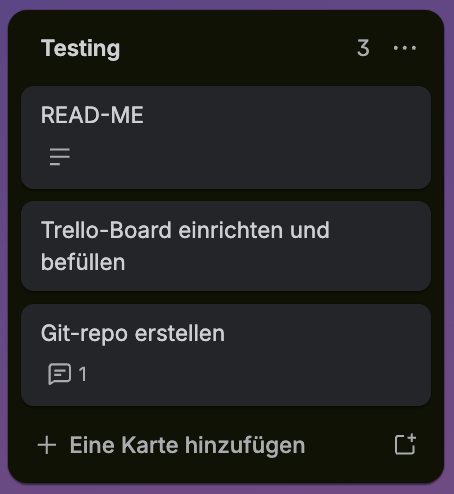 Testing 3
READ-ME
Trello-Board einrichten und
befüllen
Git-repo erstellen
1
Eine Karte hinzufügen